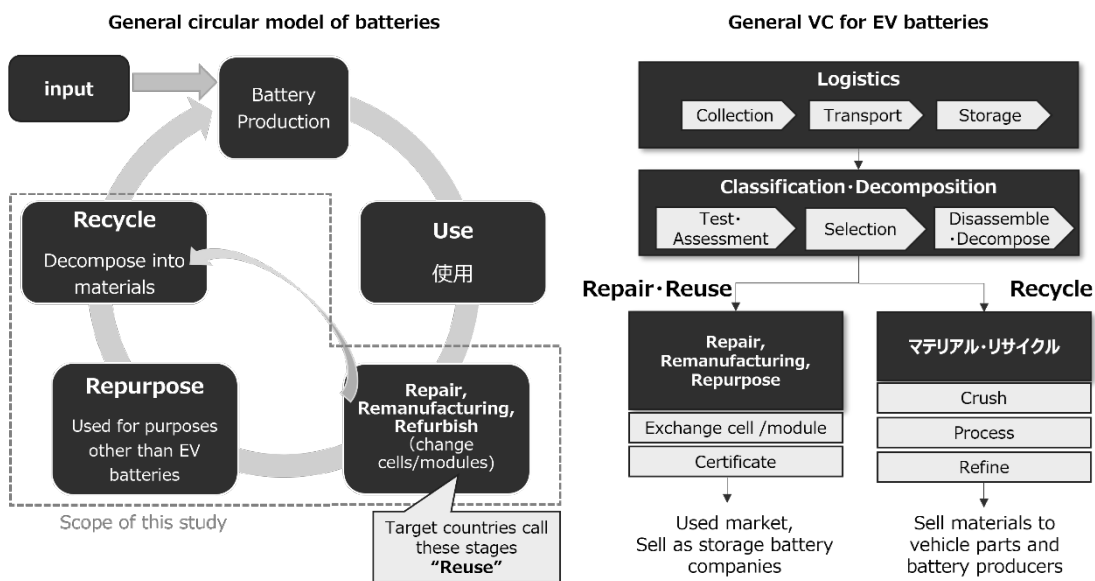 General circular model of batteries
input
Battery
Production
Recycle
Decompose into
materials
Use
使用
Repurpose
Used for purposes
other than EV
batteries
Repair,
Remanufacturing,
Refurbish
(change
cells/modules)
Scope of this study
Target countries call
these stages
“Reuse”
General VC for EV batteries
Logistics
Collection
Transport
Storage
Classification・Decomposition
Test・
Assessment
Selection
Disassemble
・Decompose
Repair・Reuse
Recycle
Repair,
Remanufacturing,
Repurpose
Exchange cell /module
Certificate
Used market,
Sell as storage battery
companies
マテリアル・リサイクル
Crush
Process
Refine
Sell materials to
vehicle parts and
battery producers